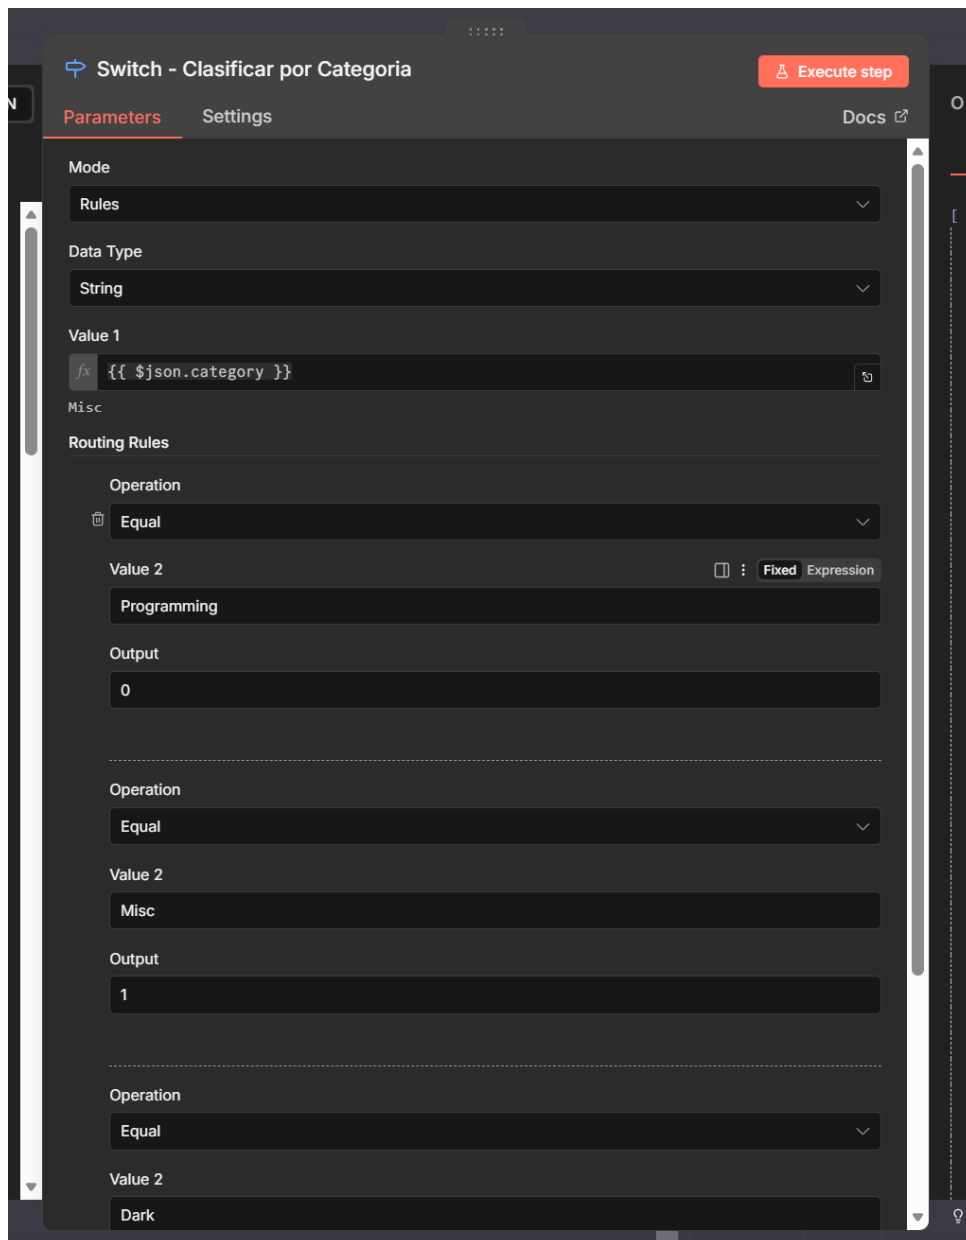 Switch - Clasificar por Categoria
Execute step
N
O
Parameters
Settings
Docs
Mode
Rules
Data Type
String
[
Value 1
fx
{{ $json.category }}
Misc
Routing Rules
Operation
Equal
Value 2
Fixed
Expression
Programming
Output
0
Operation
Equal
Value 2
Misc
Output
1
Operation
Equal
Value 2
Dark